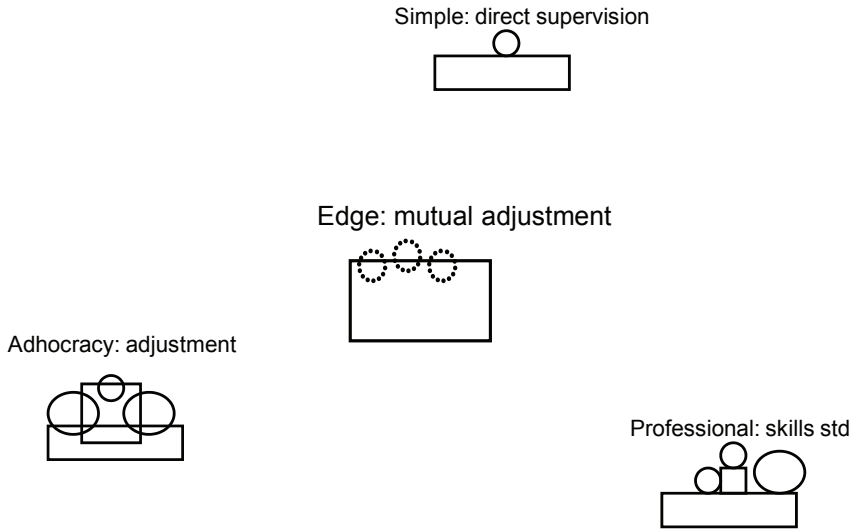 Simple: direct supervision
Edge: mutual adjustment
Adhocracy: adjustment
Professional: skills std